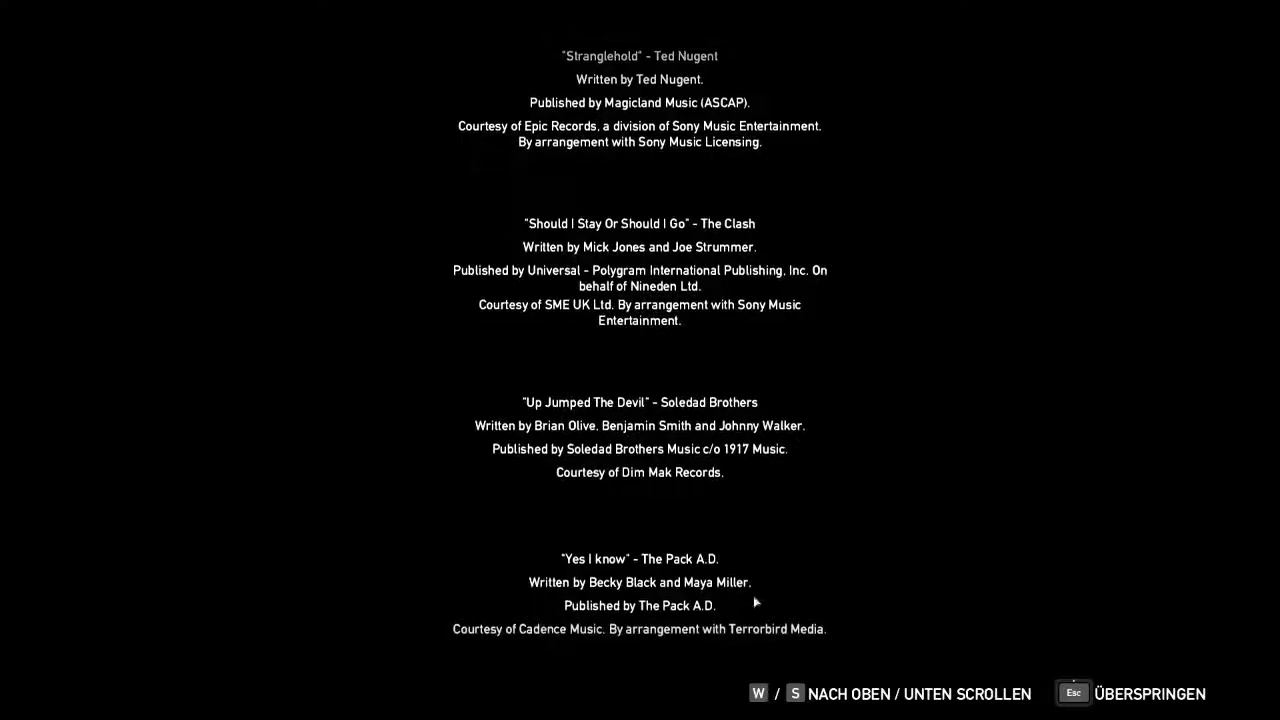 "Stranglehold" - Ted Nugent
Written by Ted Nugent.
Published by Magicland Music (ASCAP).
Courtesy of Epic Records, a division of Sony Music Entertainment.
By arrangement with Sony Music Licensing.
"Should I Stay Or Should I Go" - The Clash
Written by Mick Jones and Joe Strummer.
Published by Universal - Polygram International Publishing, Inc. On
behalf of Nineden Ltd.
Courtesy of SME UK Ltd. By arrangement with Sony Music
Entertainment.
"Up Jumped The Devil" - Soledad Brothers
Written by Brian Olive, Benjamin Smith and Johnny Walker.
Published by Soledad Brothers Music c/o 1917 Music.
Courtesy of Dim Mak Records.
"Yes I know" - The Pack A.D.
Written by Becky Black and Maya Miller.
Published by The Pack A.D.
Courtesy of Cadence Music. By arrangement with Terrorbird Media.
W / S NACH OBEN / UNTEN SCROLLEN Esc ÜBERSPRINGEN